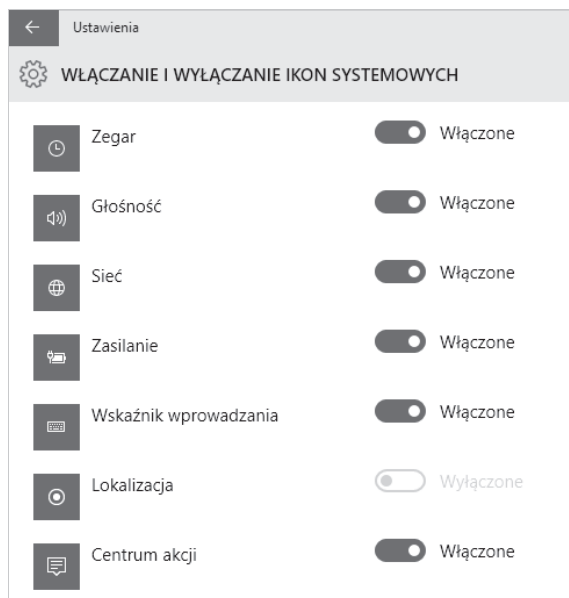 Ustawienia
WŁĄCZANIE I WYŁĄCZANIE IKON SYSTEMOWYCH
Zegar Włączone
Głośność Włączone
Sieć Włączone
Zasilanie Włączone
Wskaźnik wprowadzania Włączone
Lokalizacja Wyłączone
Centrum akcji Włączone